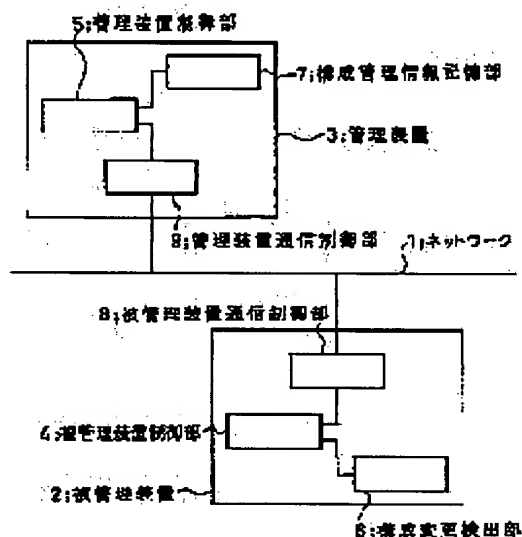 5;管理装置制御部
7;構成管理情報記憶部
3;管理装置
9;管理装置通信制御部
1;ネットワーク
8;被管理装置通信制御部
4;被管理装置制御部
2;被管理装置
6;構成変更検出部